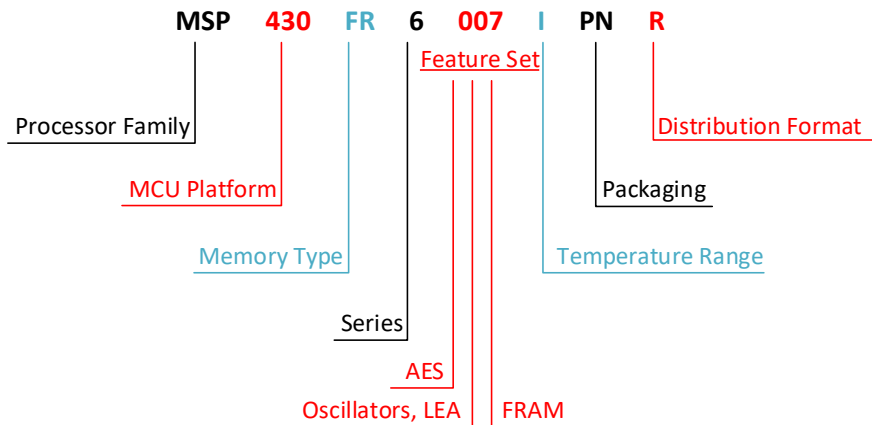 MSP 430 FR 6 007 I PN R
Feature Set
Processor Family
Distribution Format
MCU Platform
Packaging
Memory Type
Temperature Range
Series
AES
Oscillators, LEA
FRAM